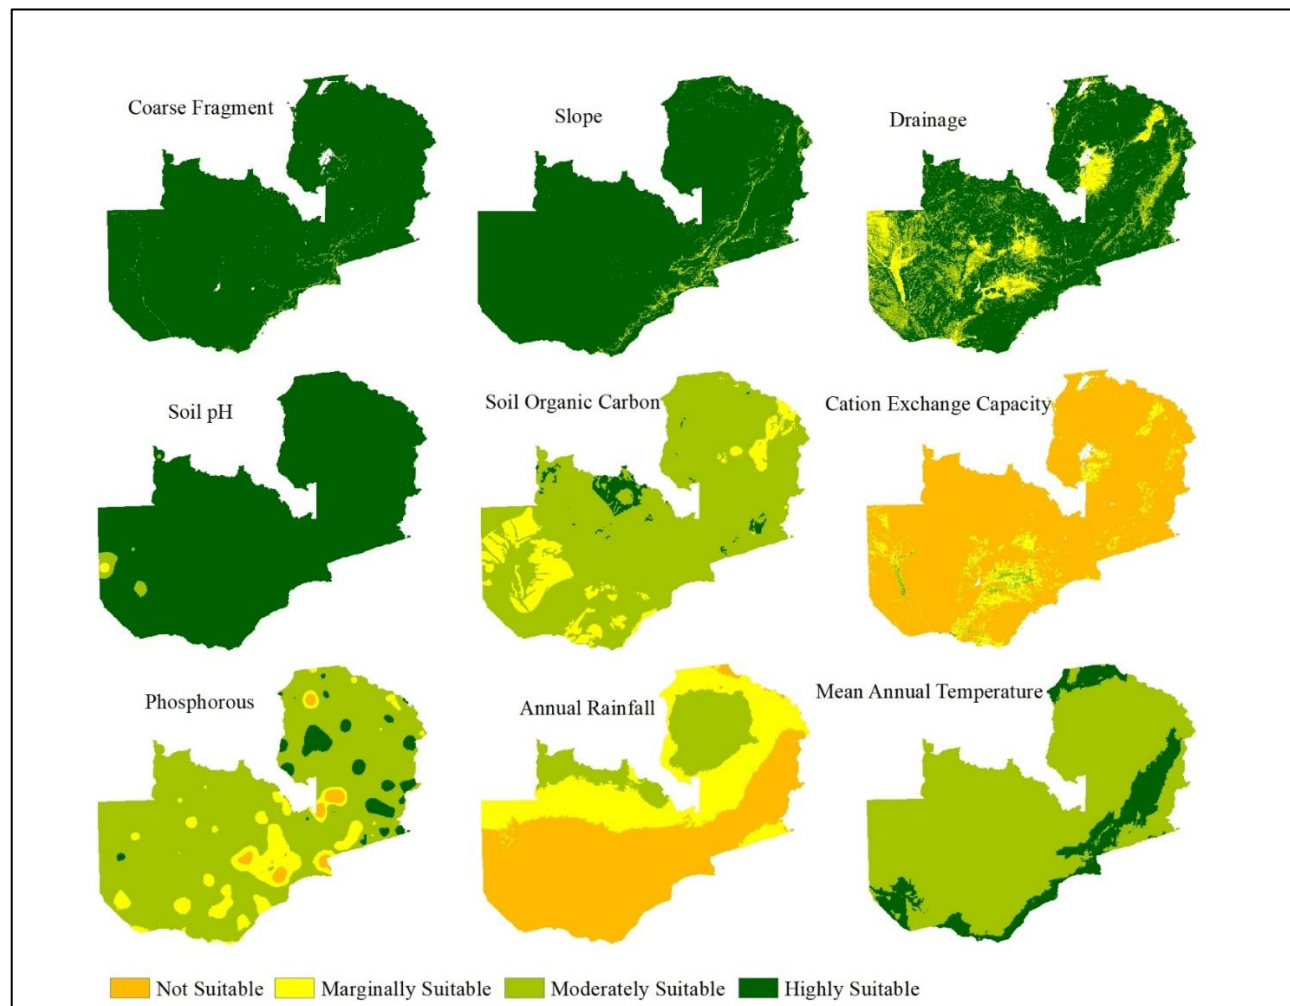 Coarse Fragment
Slope
Drainage
Soil pH
Soil Organic Carbon
Cation Exchange Capacity
Phosphorous
Annual Rainfall
Mean Annual Temperature
Not Suitable
Marginally Suitable
Moderately Suitable
Highly Suitable